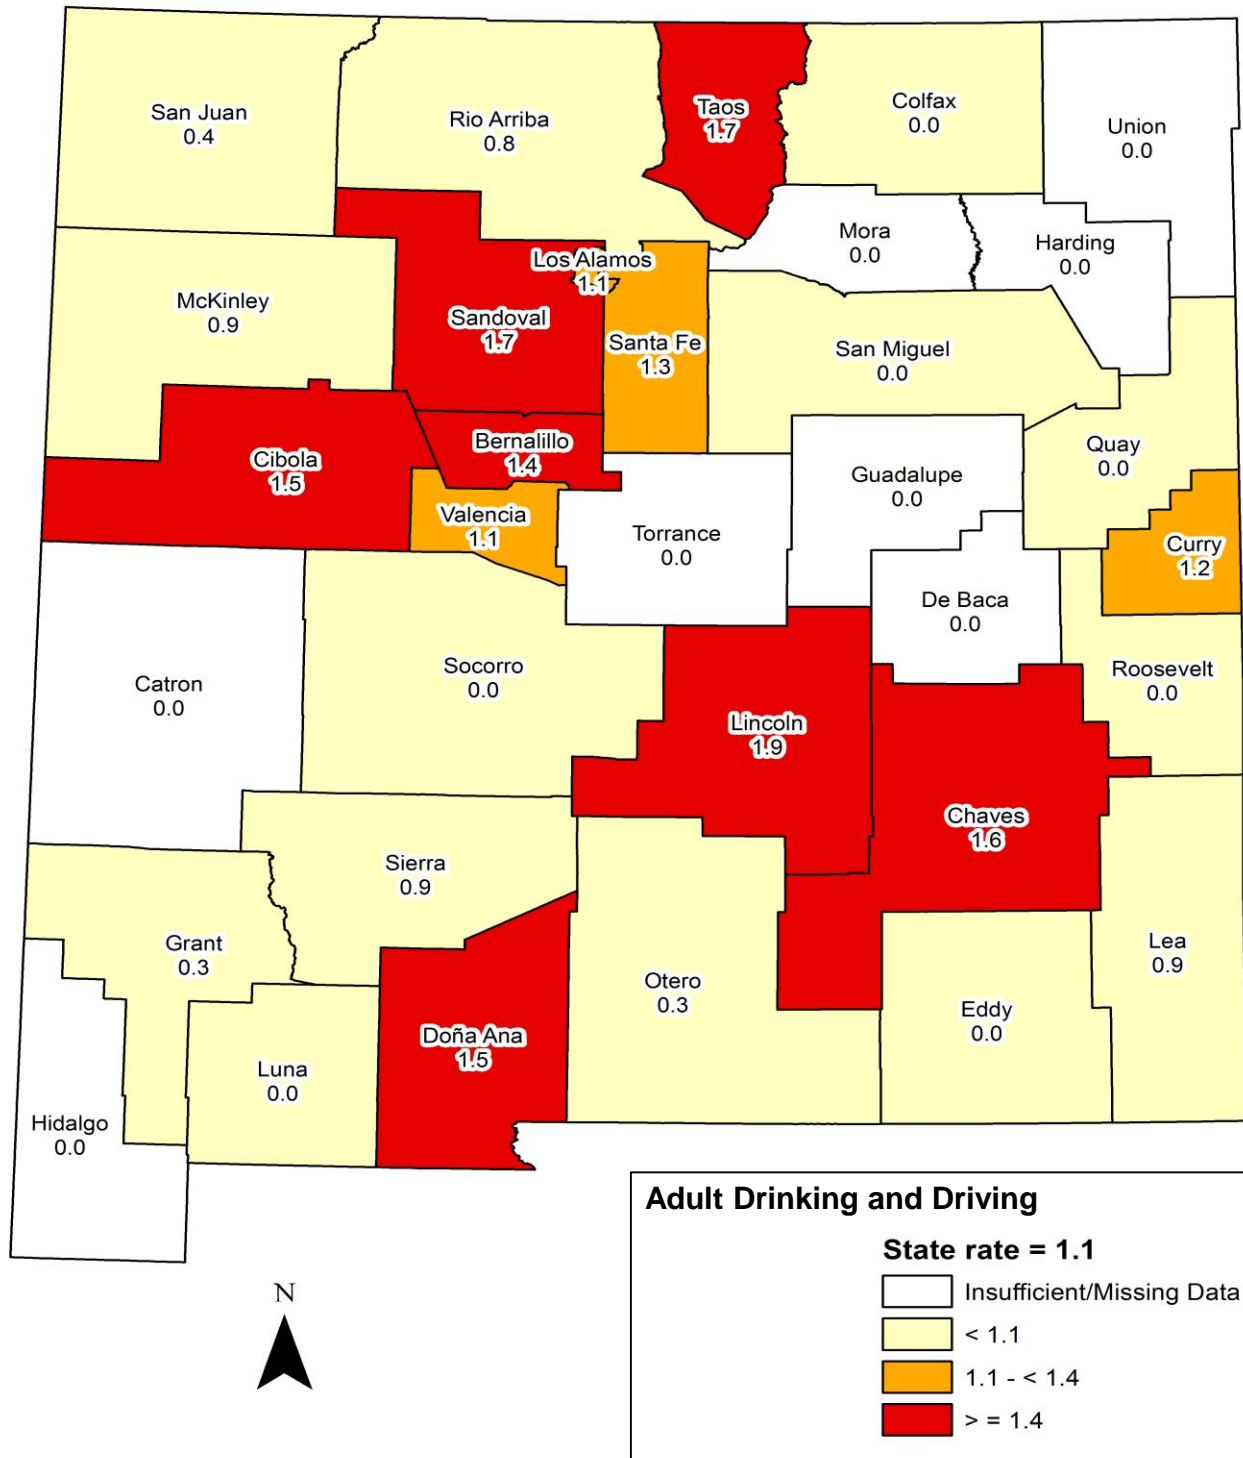 San Juan
0.4
Rio Arriba
0.8
Taos
1.7
Colfax
0.0
Union
0.0
Mora
0.0
Harding
0.0
Los Alamos
1.1
McKinley
0.9
Sandoval
1.7
Santa Fe
1.3
San Miguel
0.0
Cibola
1.5
Bernalillo
1.4
Quay
0.0
Guadalupe
0.0
Valencia
1.1
Torrance
0.0
Curry
1.2
De Baca
0.0
Catron
0.0
Socorro
0.0
Roosevelt
0.0
Lincoln
1.9
Chaves
1.6
Sierra
0.9
Grant
0.3
Otero
0.3
Lea
0.9
Eddy
0.0
Doña Ana
1.5
Luna
0.0
Hidalgo
0.0
N
Adult Drinking and Driving
State rate = 1.1
Insufficient/Missing Data
< 1.1
1.1 - < 1.4
> = 1.4